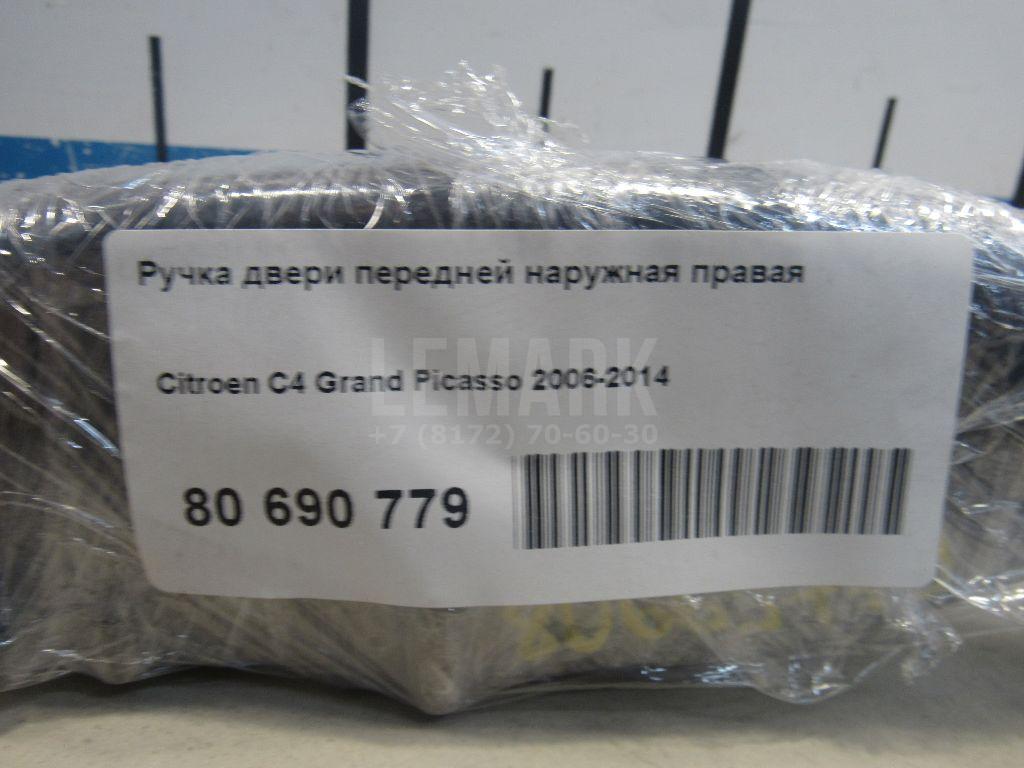 Ручка двери передней наружная правая
Citroen C4 Grand Picasso 2006-2014
LEMARK
+7 (8172) 70-60-30
80 690 779